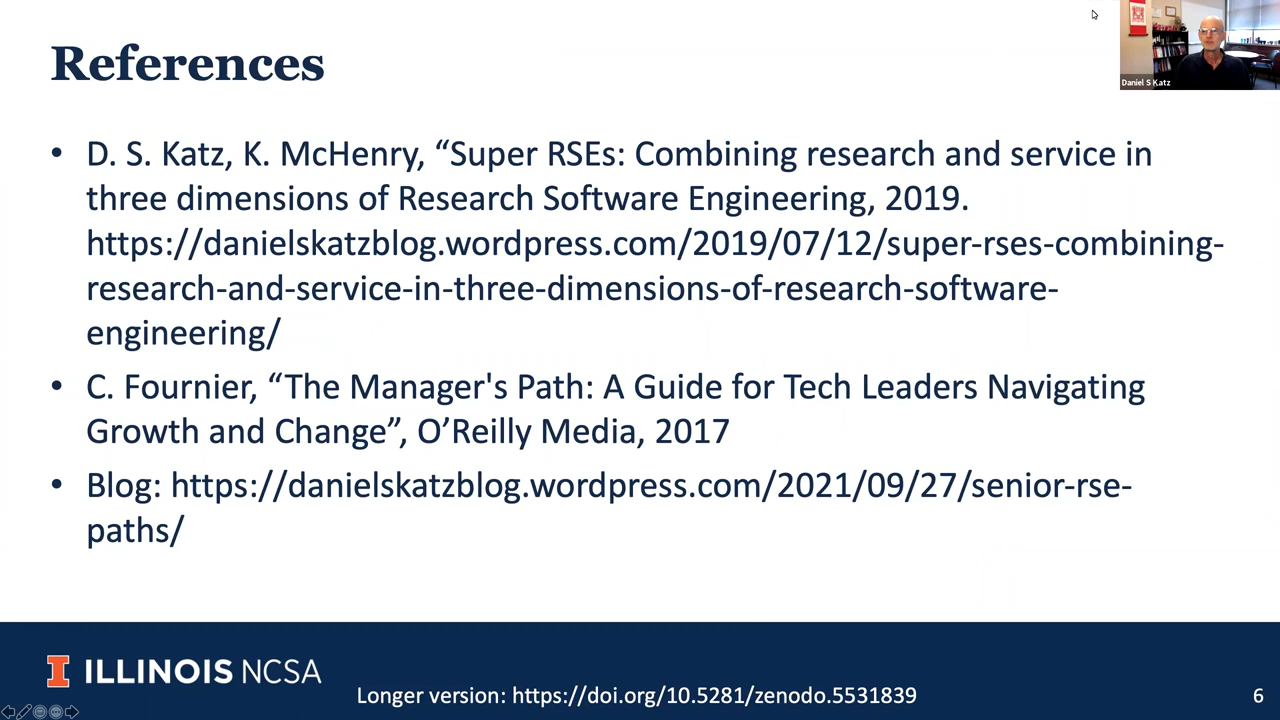 References
Daniel S Katz
• D. S. Katz, K. McHenry, “Super RSEs: Combining research and service in
three dimensions of Research Software Engineering, 2019.
https://danielskatzblog.wordpress.com/2019/07/12/super-rses-combining-
research-and-service-in-three-dimensions-of-research-software-
engineering/
• C. Fournier, “The Manager's Path: A Guide for Tech Leaders Navigating
Growth and Change”, O’Reilly Media, 2017
• Blog: https://danielskatzblog.wordpress.com/2021/09/27/senior-rse-
paths/
I ILLINOIS NCSA
Longer version: https://doi.org/10.5281/zenodo.5531839
6